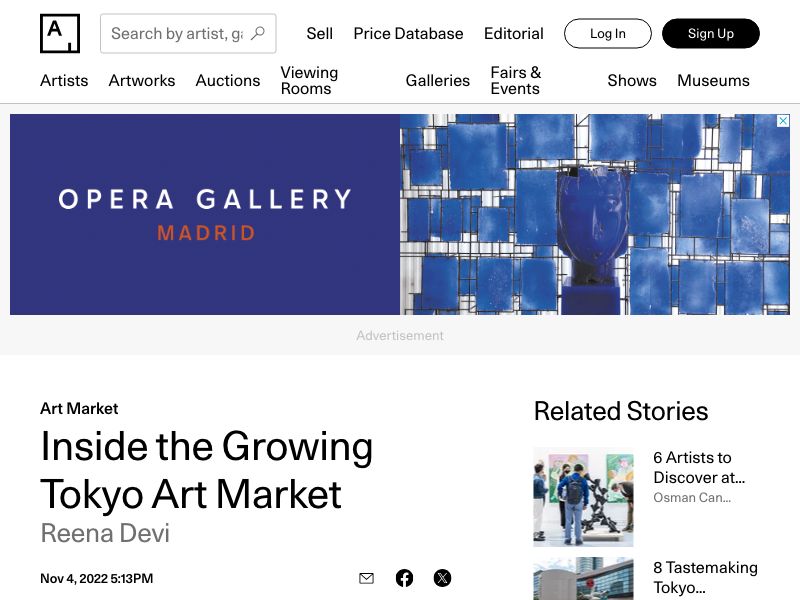 A
Search by artist, ga
Sell
Price Database
Editorial
Log In
Sign Up
Artists
Artworks
Auctions
Viewing
Rooms
Galleries
Fairs &
Events
Shows
Museums
OPERA GALLERY
MADRID
Advertisement
Art Market
Inside the Growing
Tokyo Art Market
Reena Devi
Nov 4, 2022 5:13PM
Related Stories
6 Artists to
Discover at...
Osman Can...
8 Tastemaking
Tokyo...